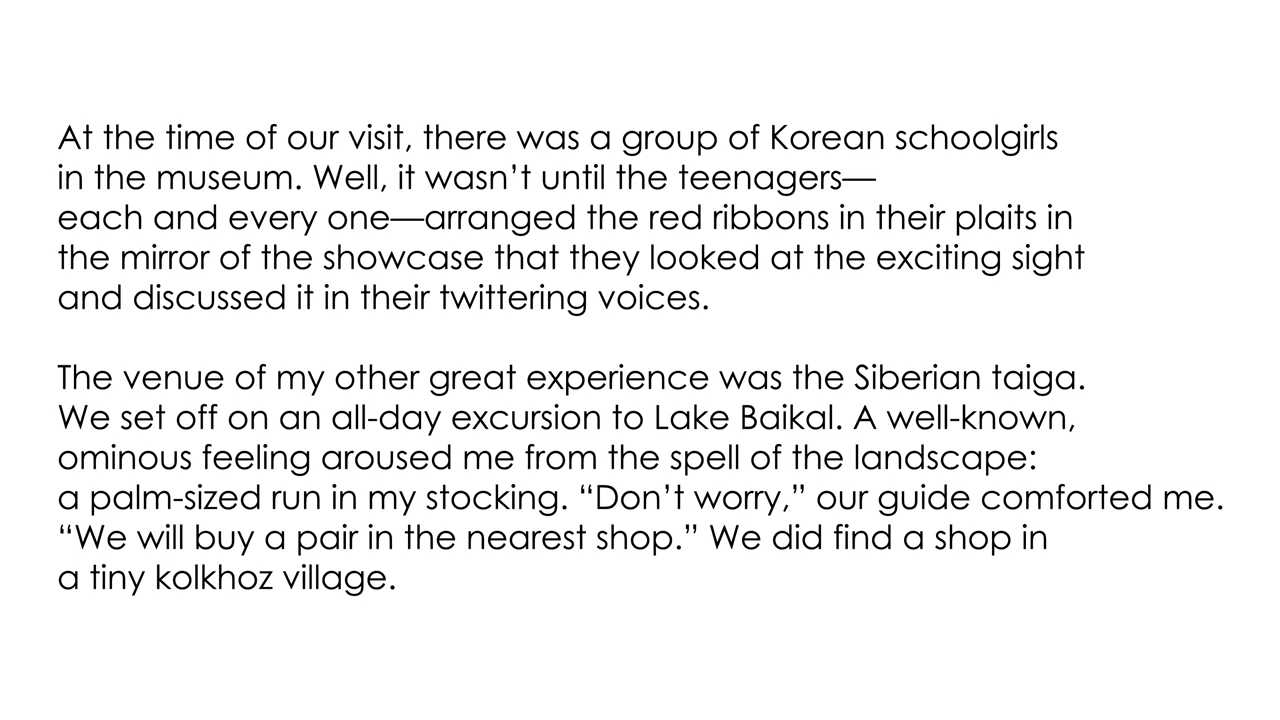 At the time of our visit, there was a group of Korean schoolgirls
in the museum. Well, it wasn’t until the teenagers—
each and every one—arranged the red ribbons in their plaits in
the mirror of the showcase that they looked at the exciting sight
and discussed it in their twittering voices.

The venue of my other great experience was the Siberian taiga.
We set off on an all-day excursion to Lake Baikal. A well-known,
ominous feeling aroused me from the spell of the landscape:
a palm-sized run in my stocking. “Don’t worry,” our guide comforted me.
“We will buy a pair in the nearest shop.” We did find a shop in
a tiny kolkhoz village.